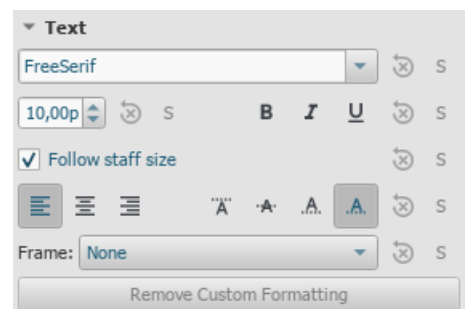 Text
FreeSerif S
10,00p S B I U S
Follow staff size S
A A A A S
Frame: None S
Remove Custom Formatting